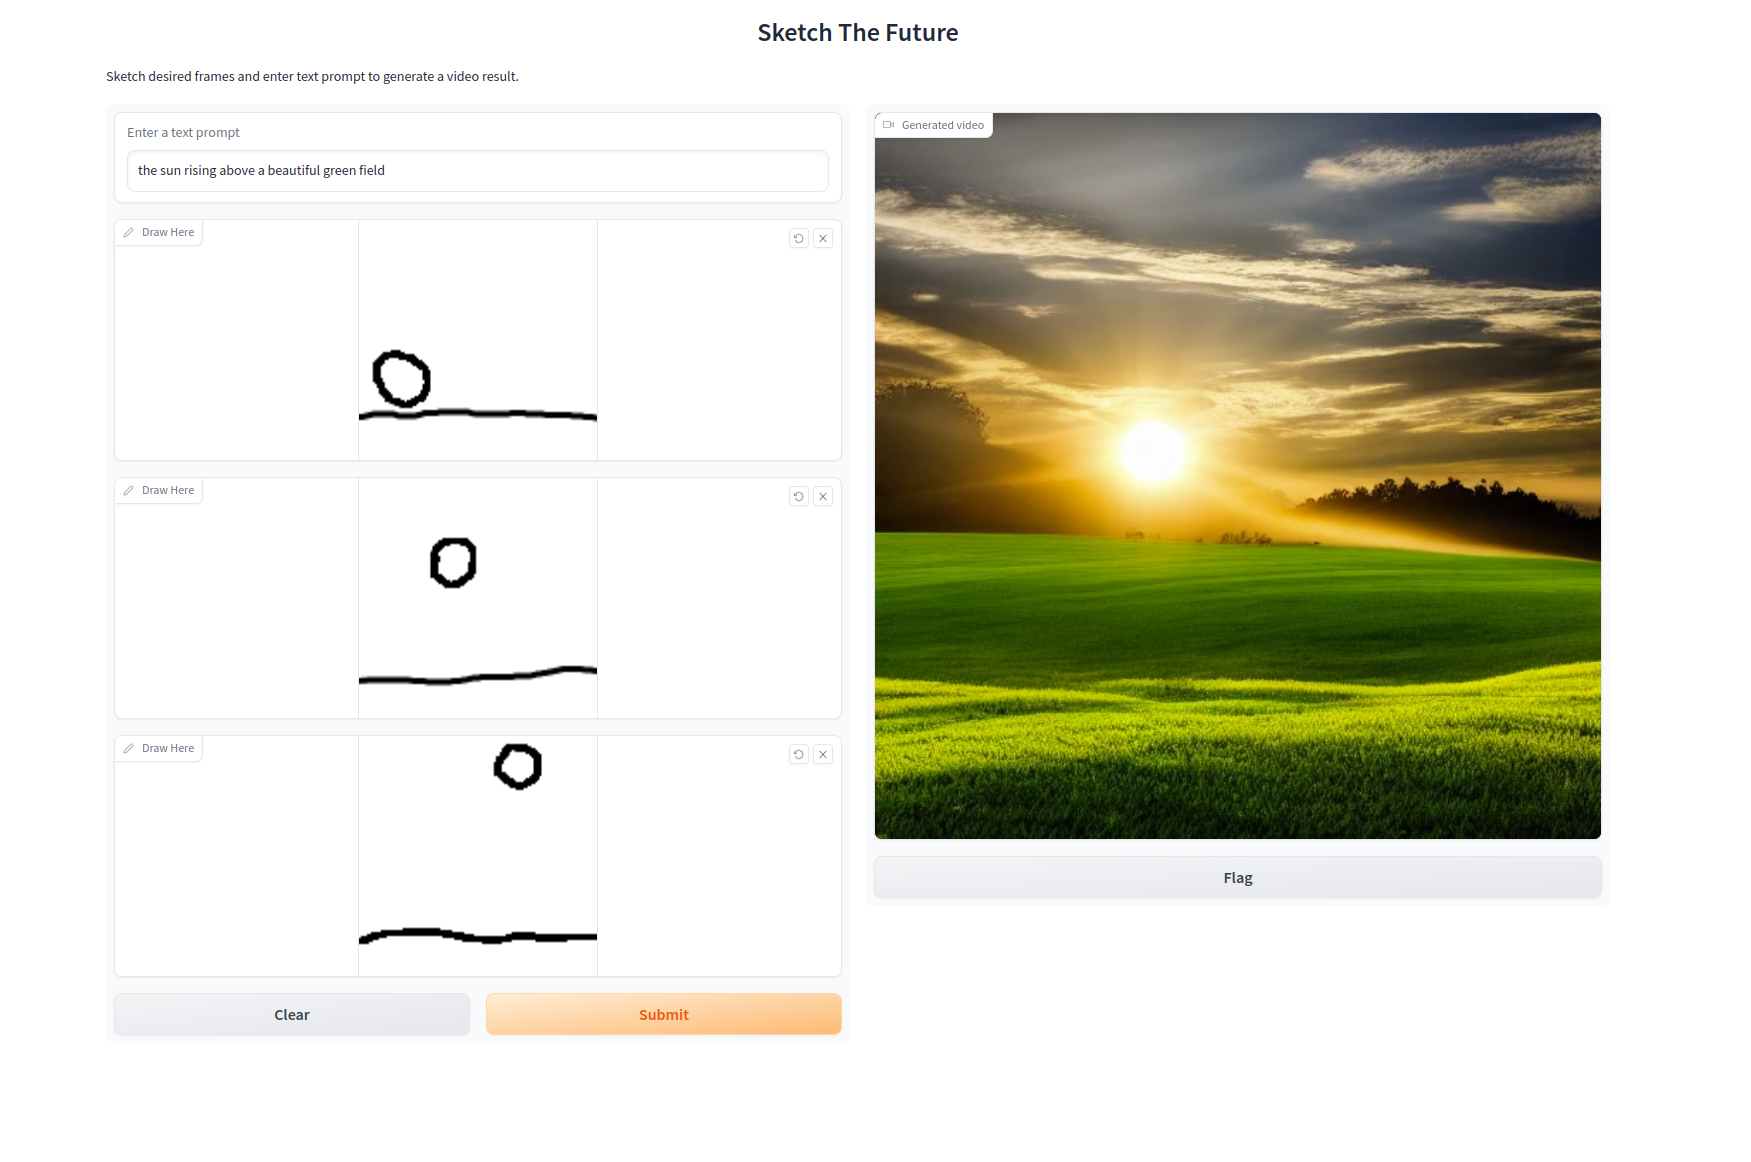 Sketch The Future
Sketch desired frames and enter text prompt to generate a video result.
Enter a text prompt
the sun rising above a beautiful green field
Draw Here
Draw Here
Draw Here
Clear
Submit
Generated video
Flag